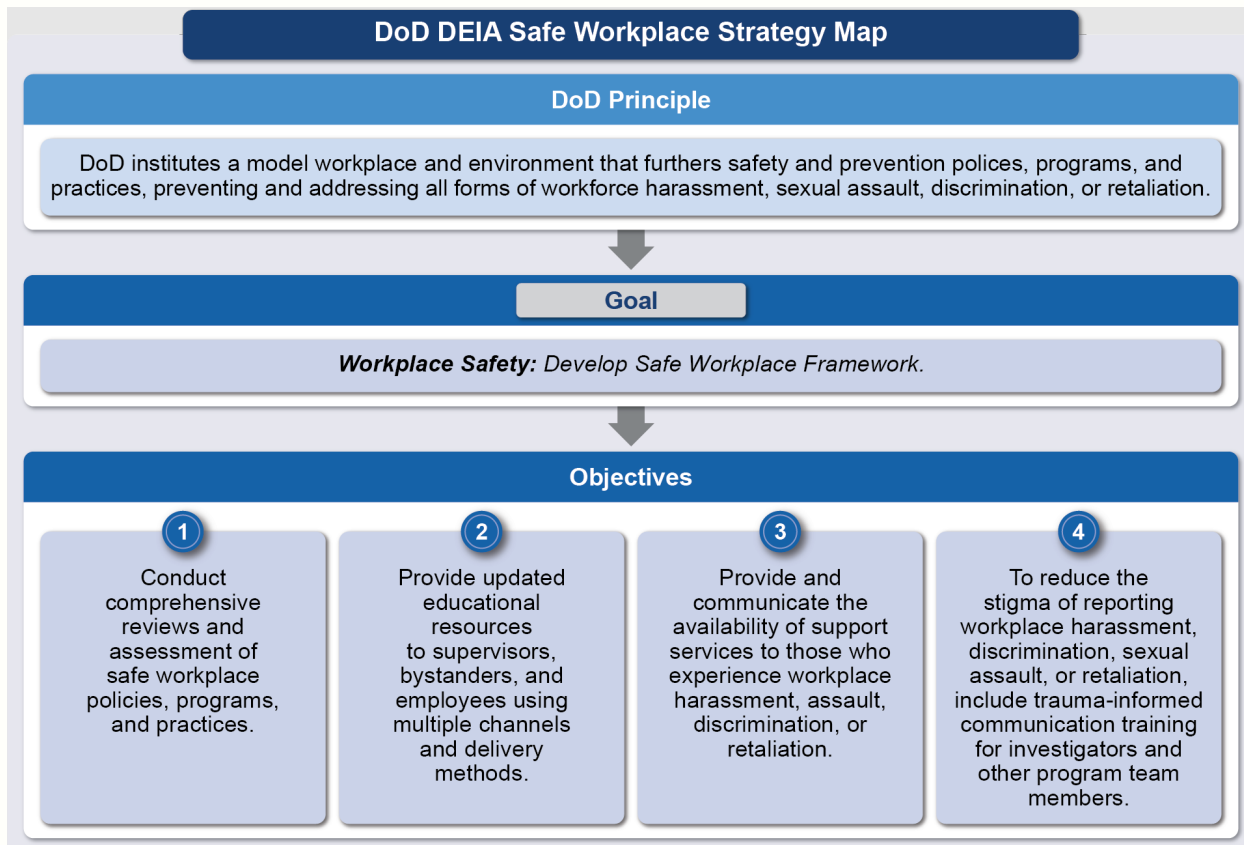 DoD DEIA Safe Workplace Strategy Map
DoD Principle
DoD institutes a model workplace and environment that furthers safety and prevention polices, programs, and
practices, preventing and addressing all forms of workforce harassment, sexual assault, discrimination, or retaliation.
Goal
Workplace Safety: Develop Safe Workplace Framework.
Objectives
1
Conduct
comprehensive
reviews and
assessment of
safe workplace
policies, programs,
and practices.
2
Provide updated
educational
resources
to supervisors,
bystanders, and
employees using
multiple channels
and delivery
methods.
3
Provide and
communicate the
availability of support
services to those who
experience workplace
harassment, assault,
discrimination, or
retaliation.
4
To reduce the
stigma of reporting
workplace harassment,
discrimination, sexual
assault, or retaliation,
include trauma-informed
communication training
for investigators and
other program team
members.